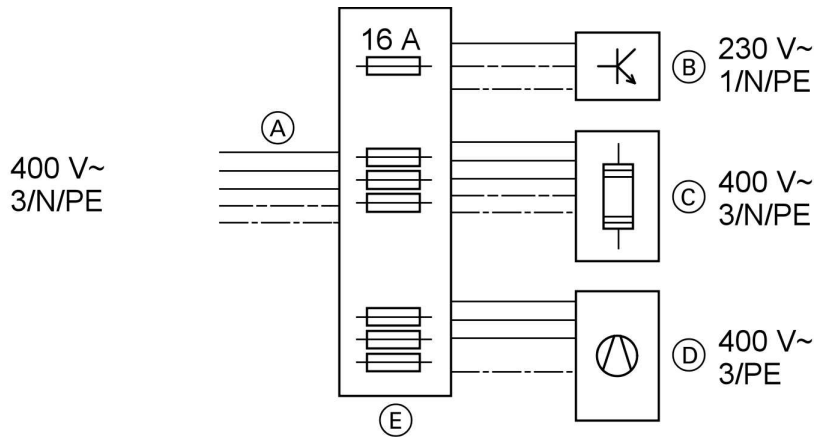 16 A
Ⓐ
400 V~
3/N/PE
Ⓑ 230 V~
1/N/PE
Ⓒ 400 V~
3/N/PE
Ⓓ 400 V~
3/PE
Ⓔ